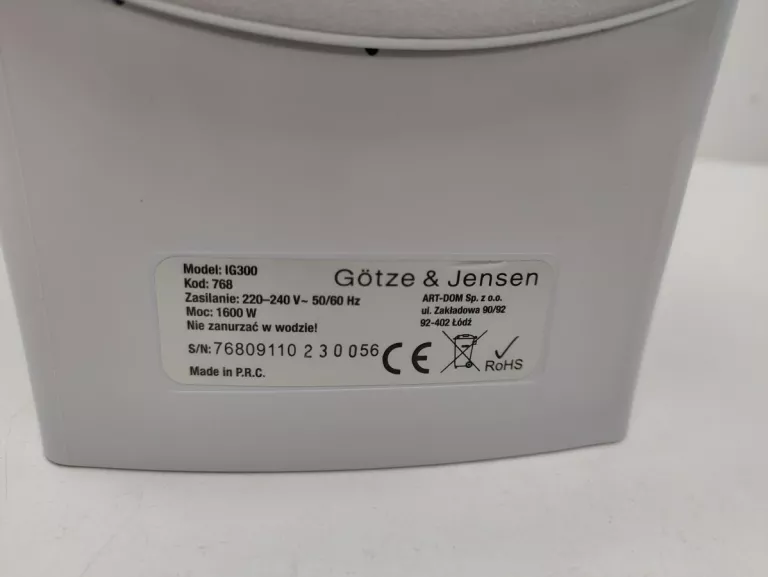 Model: IG300
Kod: 768
Zasilanie: 220–240 V~ 50/60 Hz
Moc: 1600 W
Nie zanurzać w wodzie!
S/N: 76809110 2 3 0 056
Made in P.R.C.
Götze & Jensen
ART-DOM Sp. z o.o.
ul. Zakładowa 90/92
92-402 Łódź
CE
RoHS